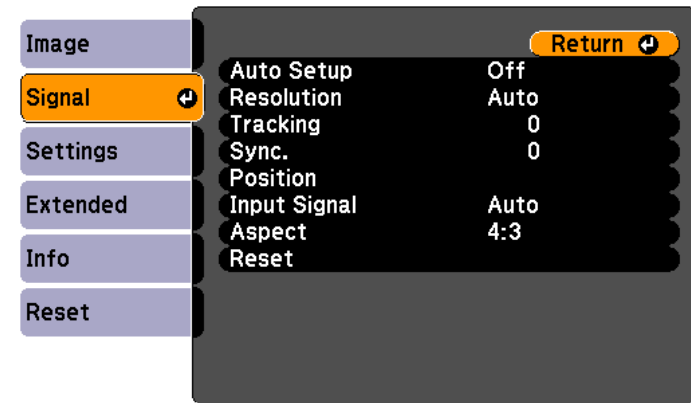 Image
Signal
Settings
Extended
Info
Reset
Return
Auto Setup Off
Resolution Auto
Tracking 0
Sync. 0
Position
Input Signal Auto
Aspect 4:3
Reset